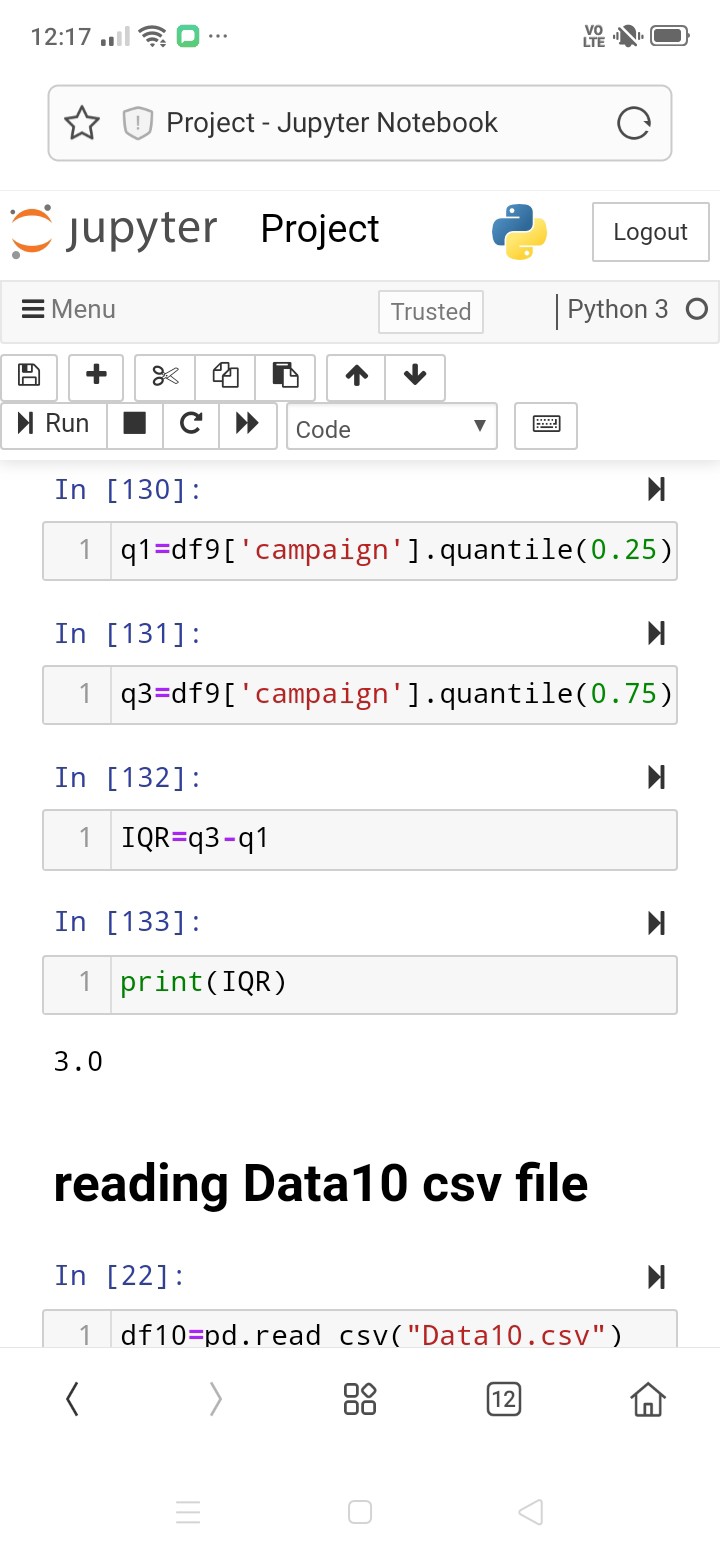 12:17 ... VO LTE
Project - Jupyter Notebook
jupyter Project Logout
Menu Trusted Python 3
Run Code
In [130]:
1 q1=df9['campaign'].quantile(0.25)
In [131]:
1 q3=df9['campaign'].quantile(0.75)
In [132]:
1 IQR=q3-q1
In [133]:
1 print(IQR)
3.0
reading Data10 csv file
In [22]:
1 df10=pd.read_csv("Data10.csv")
12